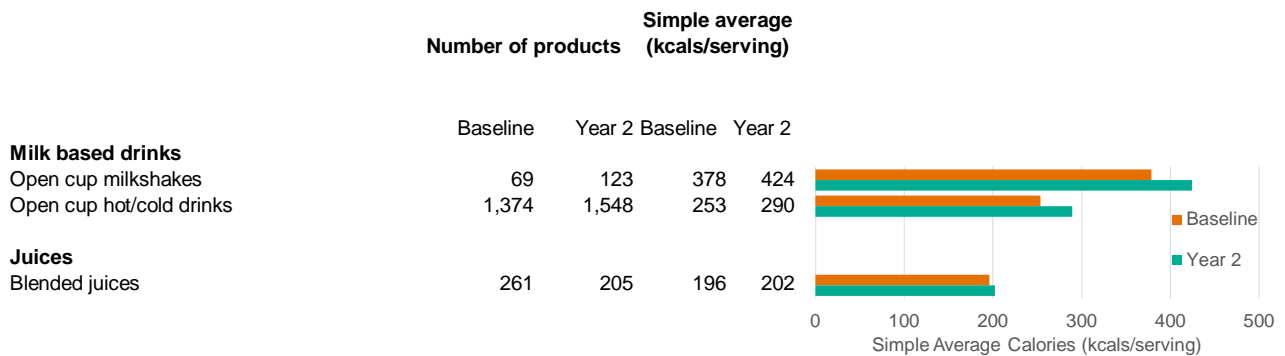 Simple average
Number of products (kcals/serving)
Baseline Year 2 Baseline Year 2
Milk based drinks
Open cup milkshakes 69 123 378 424
Open cup hot/cold drinks 1,374 1,548 253 290
Juices
Blended juices 261 205 196 202
Baseline
Year 2
0 100 200 300 400 500
Simple Average Calories (kcals/serving)